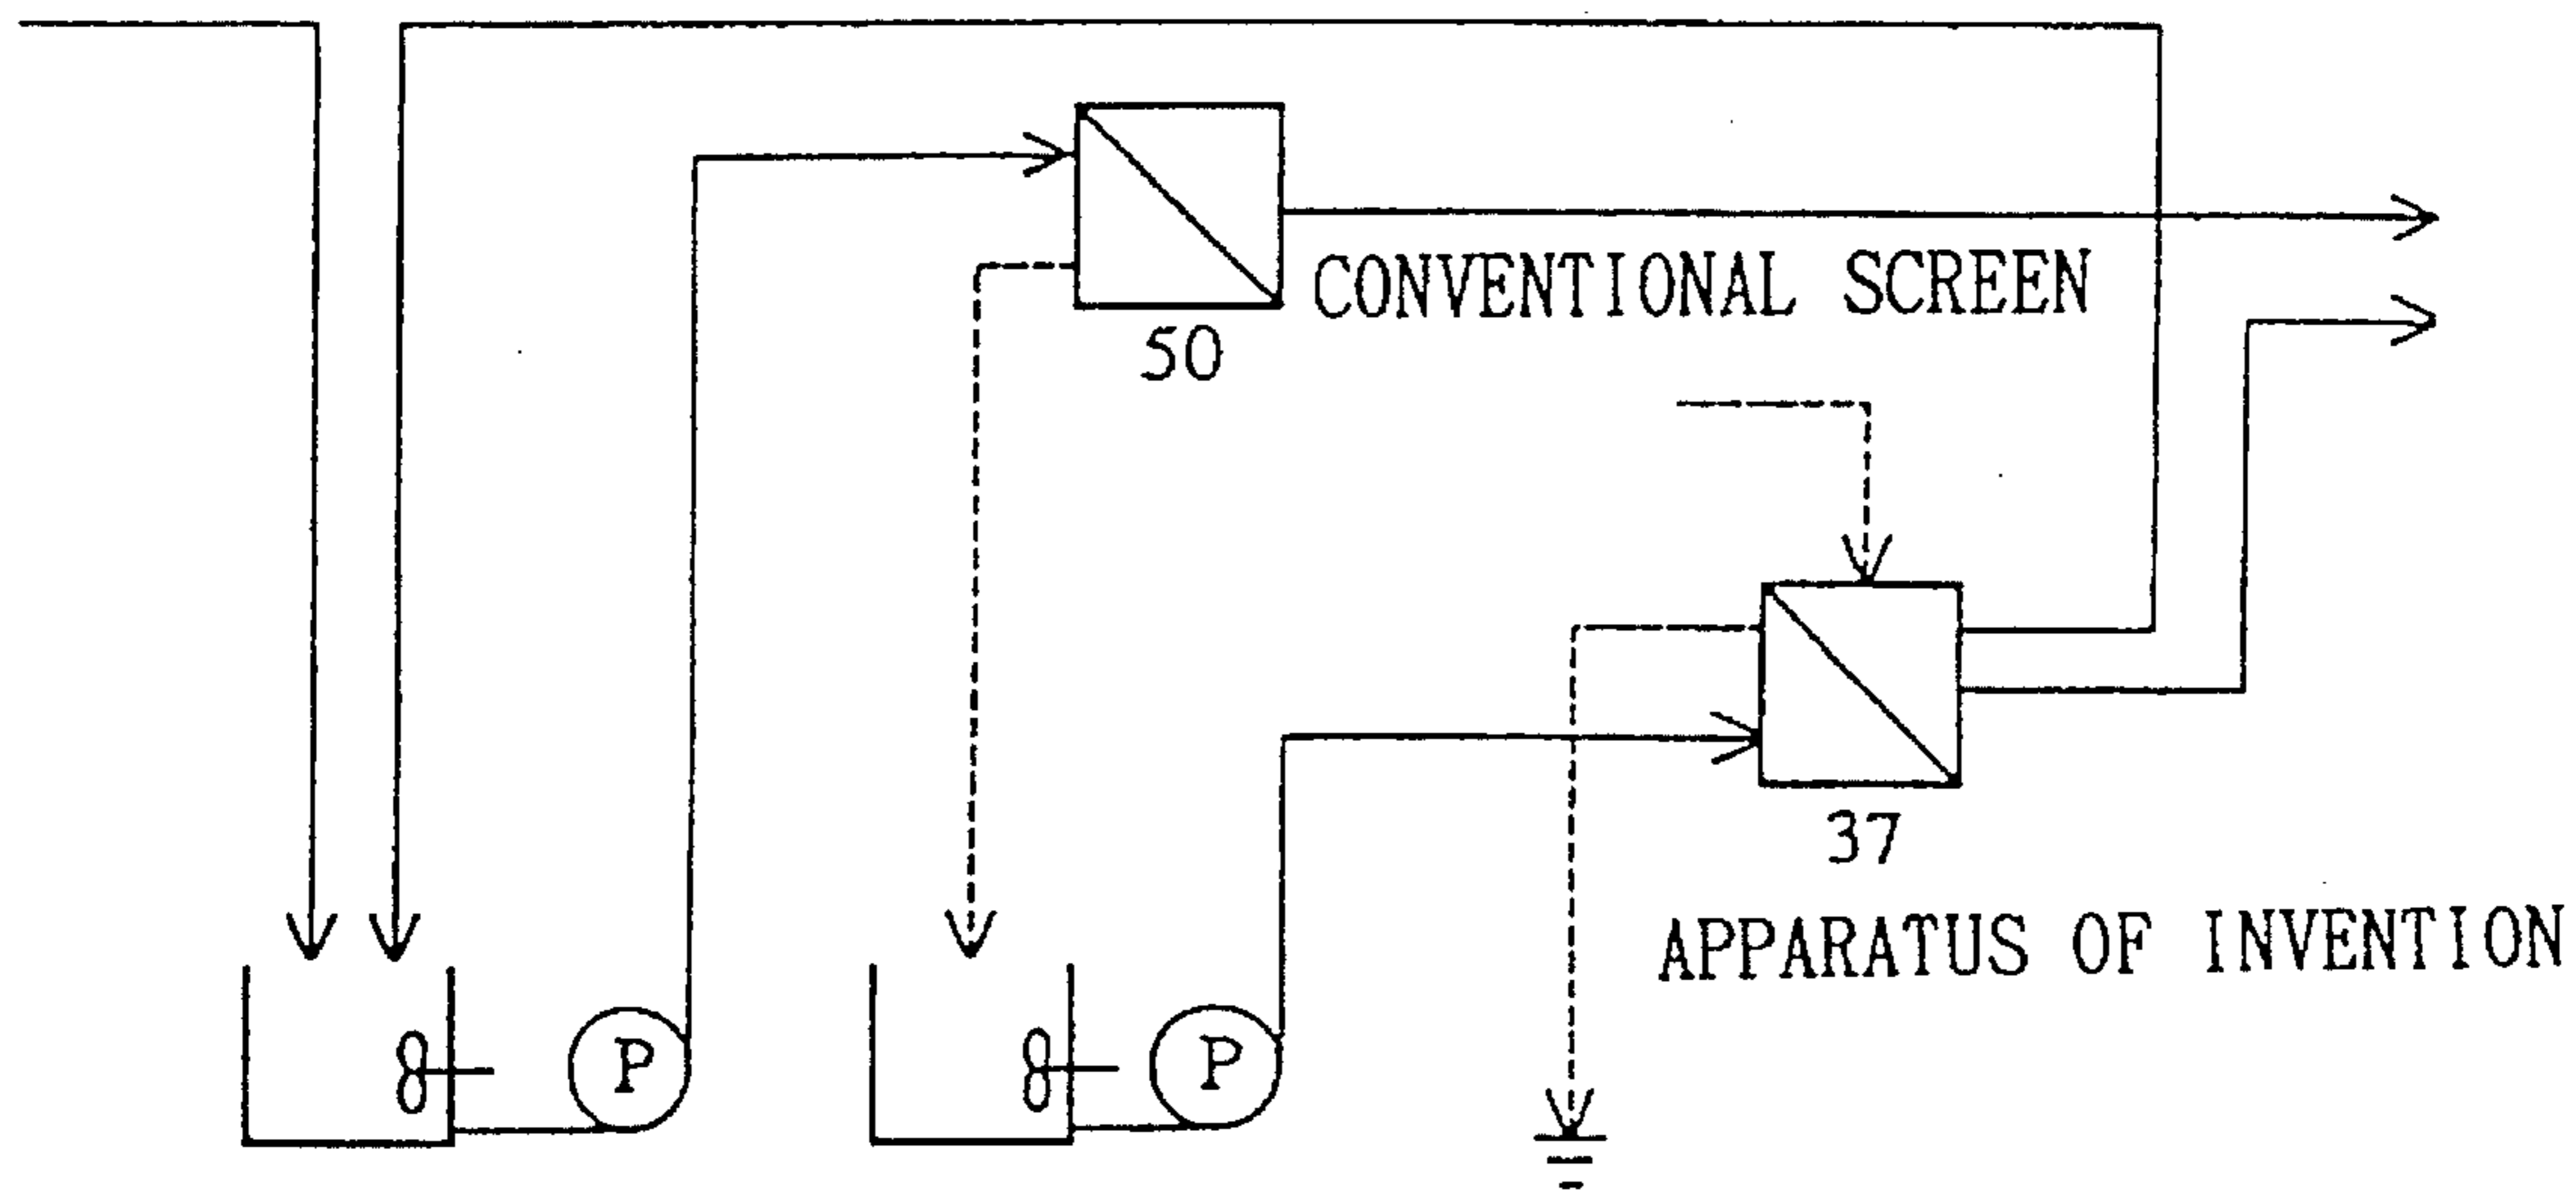 CONVENTIONAL SCREEN
50
37
APPARATUS OF INVENTION
P
P